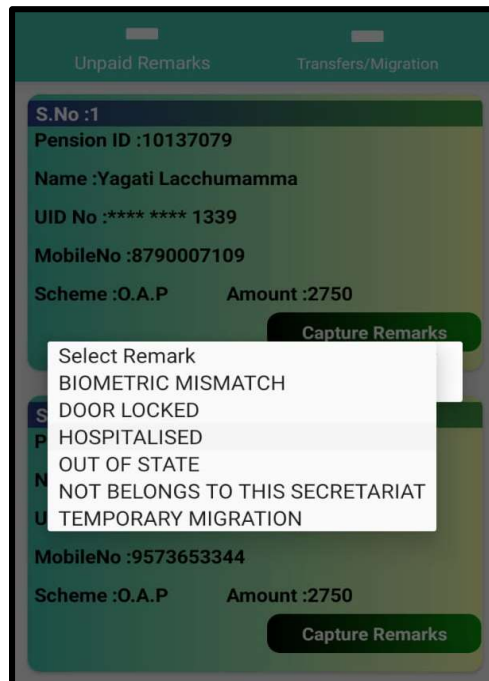 Unpaid Remarks
Transfers/Migration
S.No :1
Pension ID :10137079
Name :Yagati Lacchumamma
UID No :**** **** 1339
MobileNo :8790007109
Scheme :O.A.P Amount :2750
Capture Remarks
Select Remark
BIOMETRIC MISMATCH
DOOR LOCKED
HOSPITALISED
OUT OF STATE
NOT BELONGS TO THIS SECRETARIAT
TEMPORARY MIGRATION
MobileNo :9573653344
Scheme :O.A.P Amount :2750
Capture Remarks